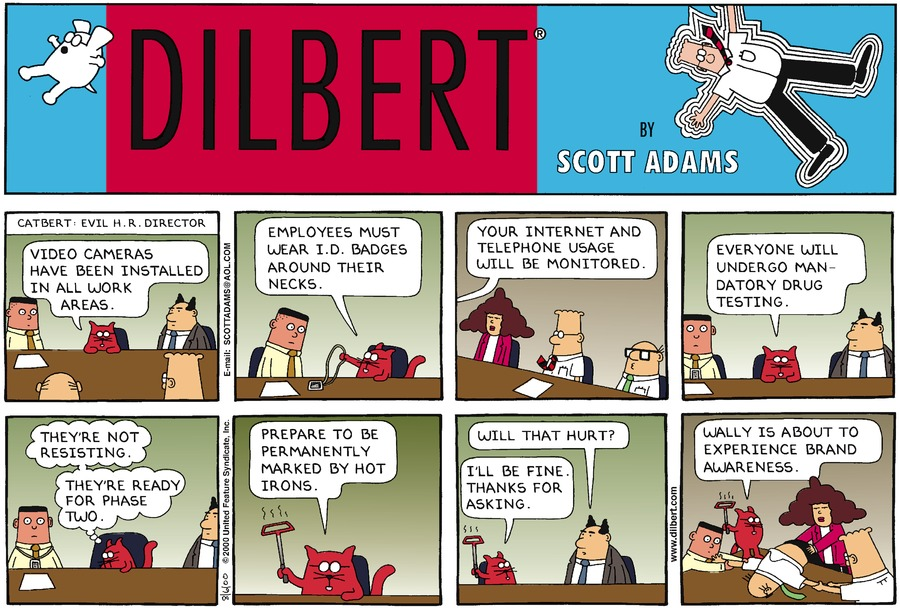 DILBERT®
BY
SCOTT ADAMS
CATBERT: EVIL H.R. DIRECTOR
VIDEO CAMERAS
HAVE BEEN INSTALLED
IN ALL WORK
AREAS.
E-mail: SCOTTADAMS@AOL.COM
EMPLOYEES MUST
WEAR I.D. BADGES
AROUND THEIR
NECKS.
YOUR INTERNET AND
TELEPHONE USAGE
WILL BE MONITORED.
EVERYONE WILL
UNDERGO MAN-
DATORY DRUG
TESTING.
THEY'RE NOT
RESISTING.
THEY'RE READY
FOR PHASE
TWO.
8/6/00 © 2000 United Feature Syndicate, Inc.
PREPARE TO BE
PERMANENTLY
MARKED BY HOT
IRONS.
WILL THAT HURT?
I'LL BE FINE.
THANKS FOR
ASKING.
www.dilbert.com
WALLY IS ABOUT TO
EXPERIENCE BRAND
AWARENESS.